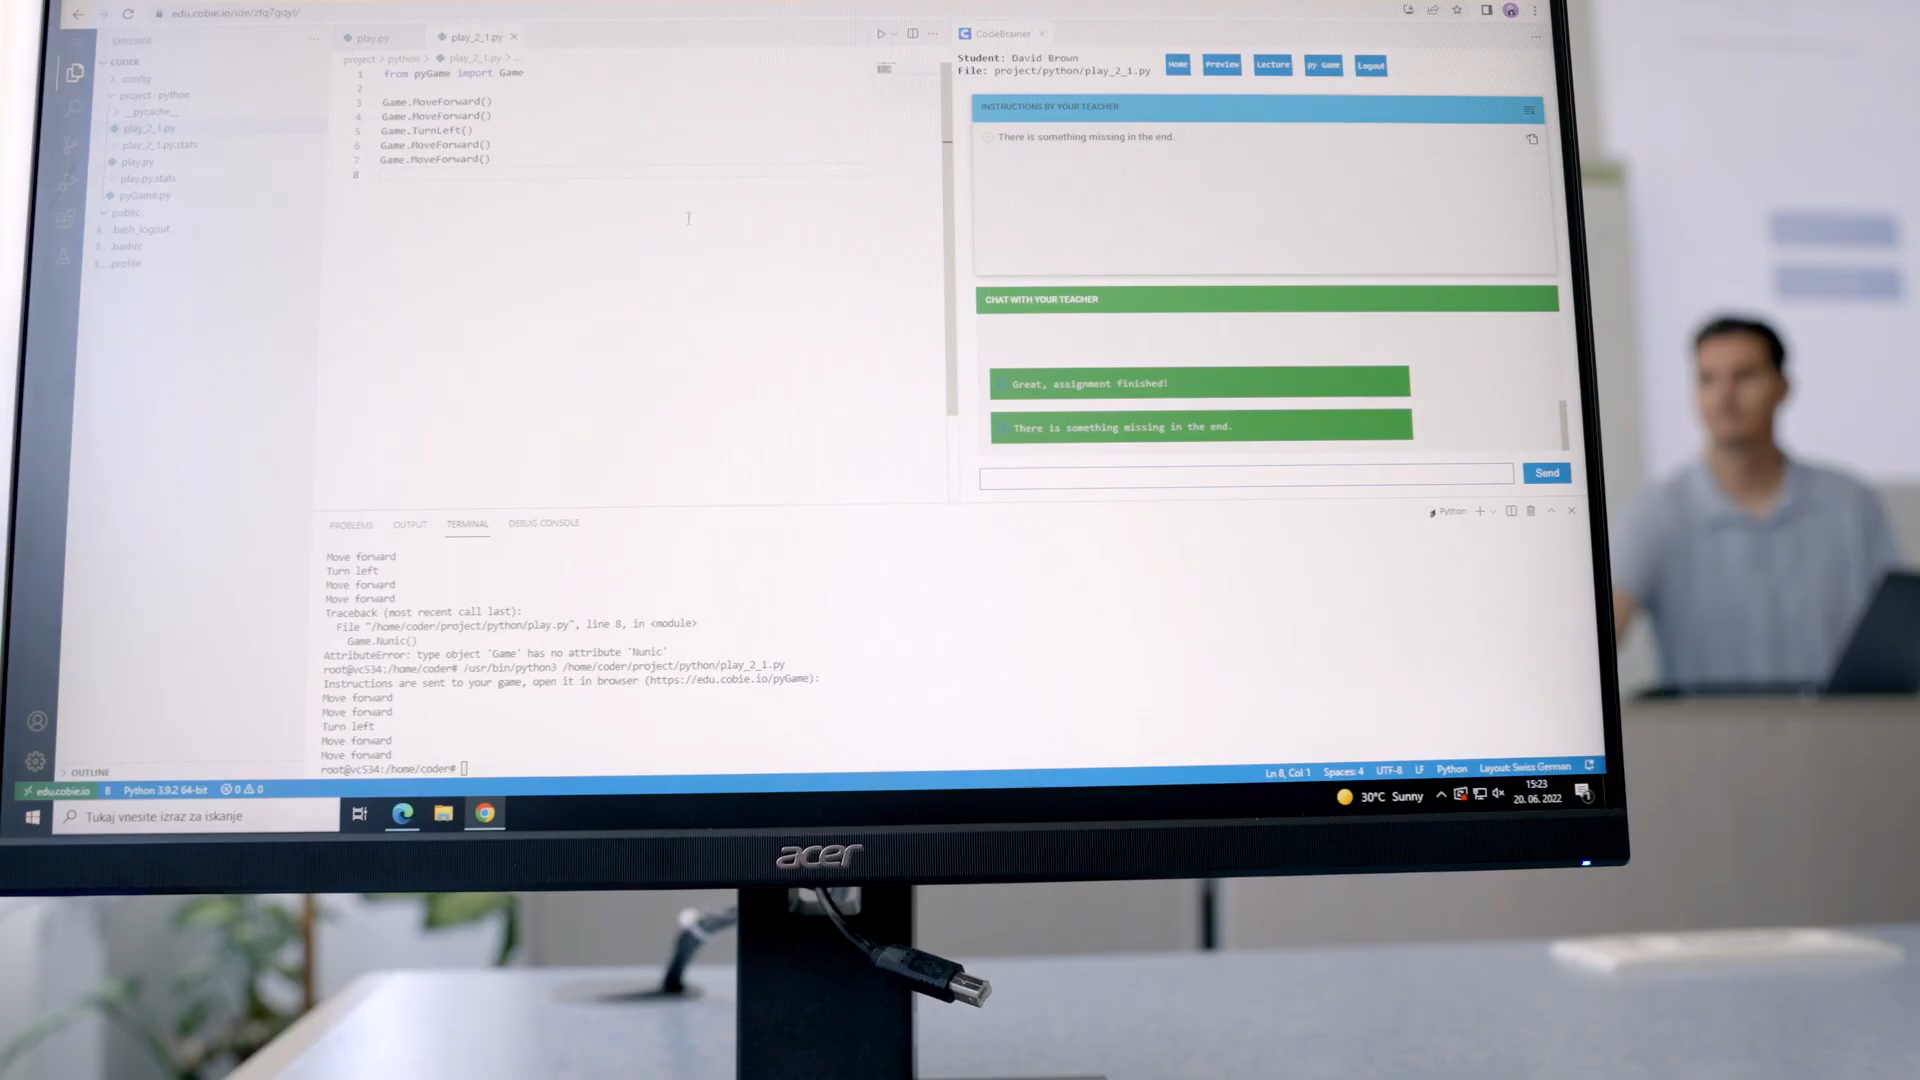 edu.cobie.io/ide/zfq7gqyl/
EXPLORER
CODER
.config
project / python
__pycache__
play_2_1.py
play_2_1.py.stats
play.py
play.py.stats
pyGame.py
public
.bash_logout
.bashrc
.profile
OUTLINE
play.py
play_2_1.py
project > python > play_2_1.py > ...
1 from pyGame import Game
2
3 Game.MoveForward()
4 Game.MoveForward()
5 Game.TurnLeft()
6 Game.MoveForward()
7 Game.MoveForward()
8
CodeBrainer
Student: David Brown
File: project/python/play_2_1.py
Home Preview Lecture py Game Logout
INSTRUCTIONS BY YOUR TEACHER
There is something missing in the end.
CHAT WITH YOUR TEACHER
Great, assignment finished!
There is something missing in the end.
Send
PROBLEMS OUTPUT TERMINAL DEBUG CONSOLE
Python
Move forward
Turn left
Move forward
Move forward
Traceback (most recent call last):
File "/home/coder/project/python/play.py", line 8, in <module>
Game.Nunic()
AttributeError: type object 'Game' has no attribute 'Nunic'
root@vc534:/home/coder# /usr/bin/python3 /home/coder/project/python/play_2_1.py
Instructions are sent to your game, open it in browser (https://edu.cobie.io/pyGame):
Move forward
Move forward
Turn left
Move forward
Move forward
root@vc534:/home/coder#
edu.cobie.io 8 Python 3.9.2 64-bit 0 0
Ln 8, Col 1 Spaces: 4 UTF-8 LF Python Layout: Swiss German
Tukaj vnesite izraz za iskanje
30°C Sunny
15:23
20. 06. 2022
1
acer